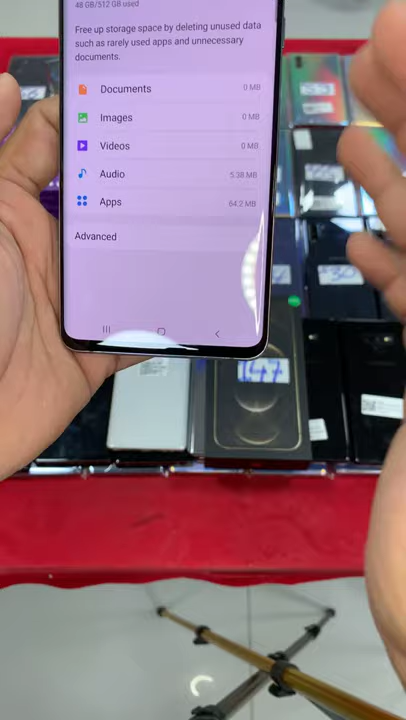 48 GB/512 GB used
Free up storage space by deleting unused data
such as rarely used apps and unnecessary
documents.
Documents 0 MB
Images 0 MB
Videos 0 MB
Audio 5.38 MB
Apps 64.2 MB
Advanced
147